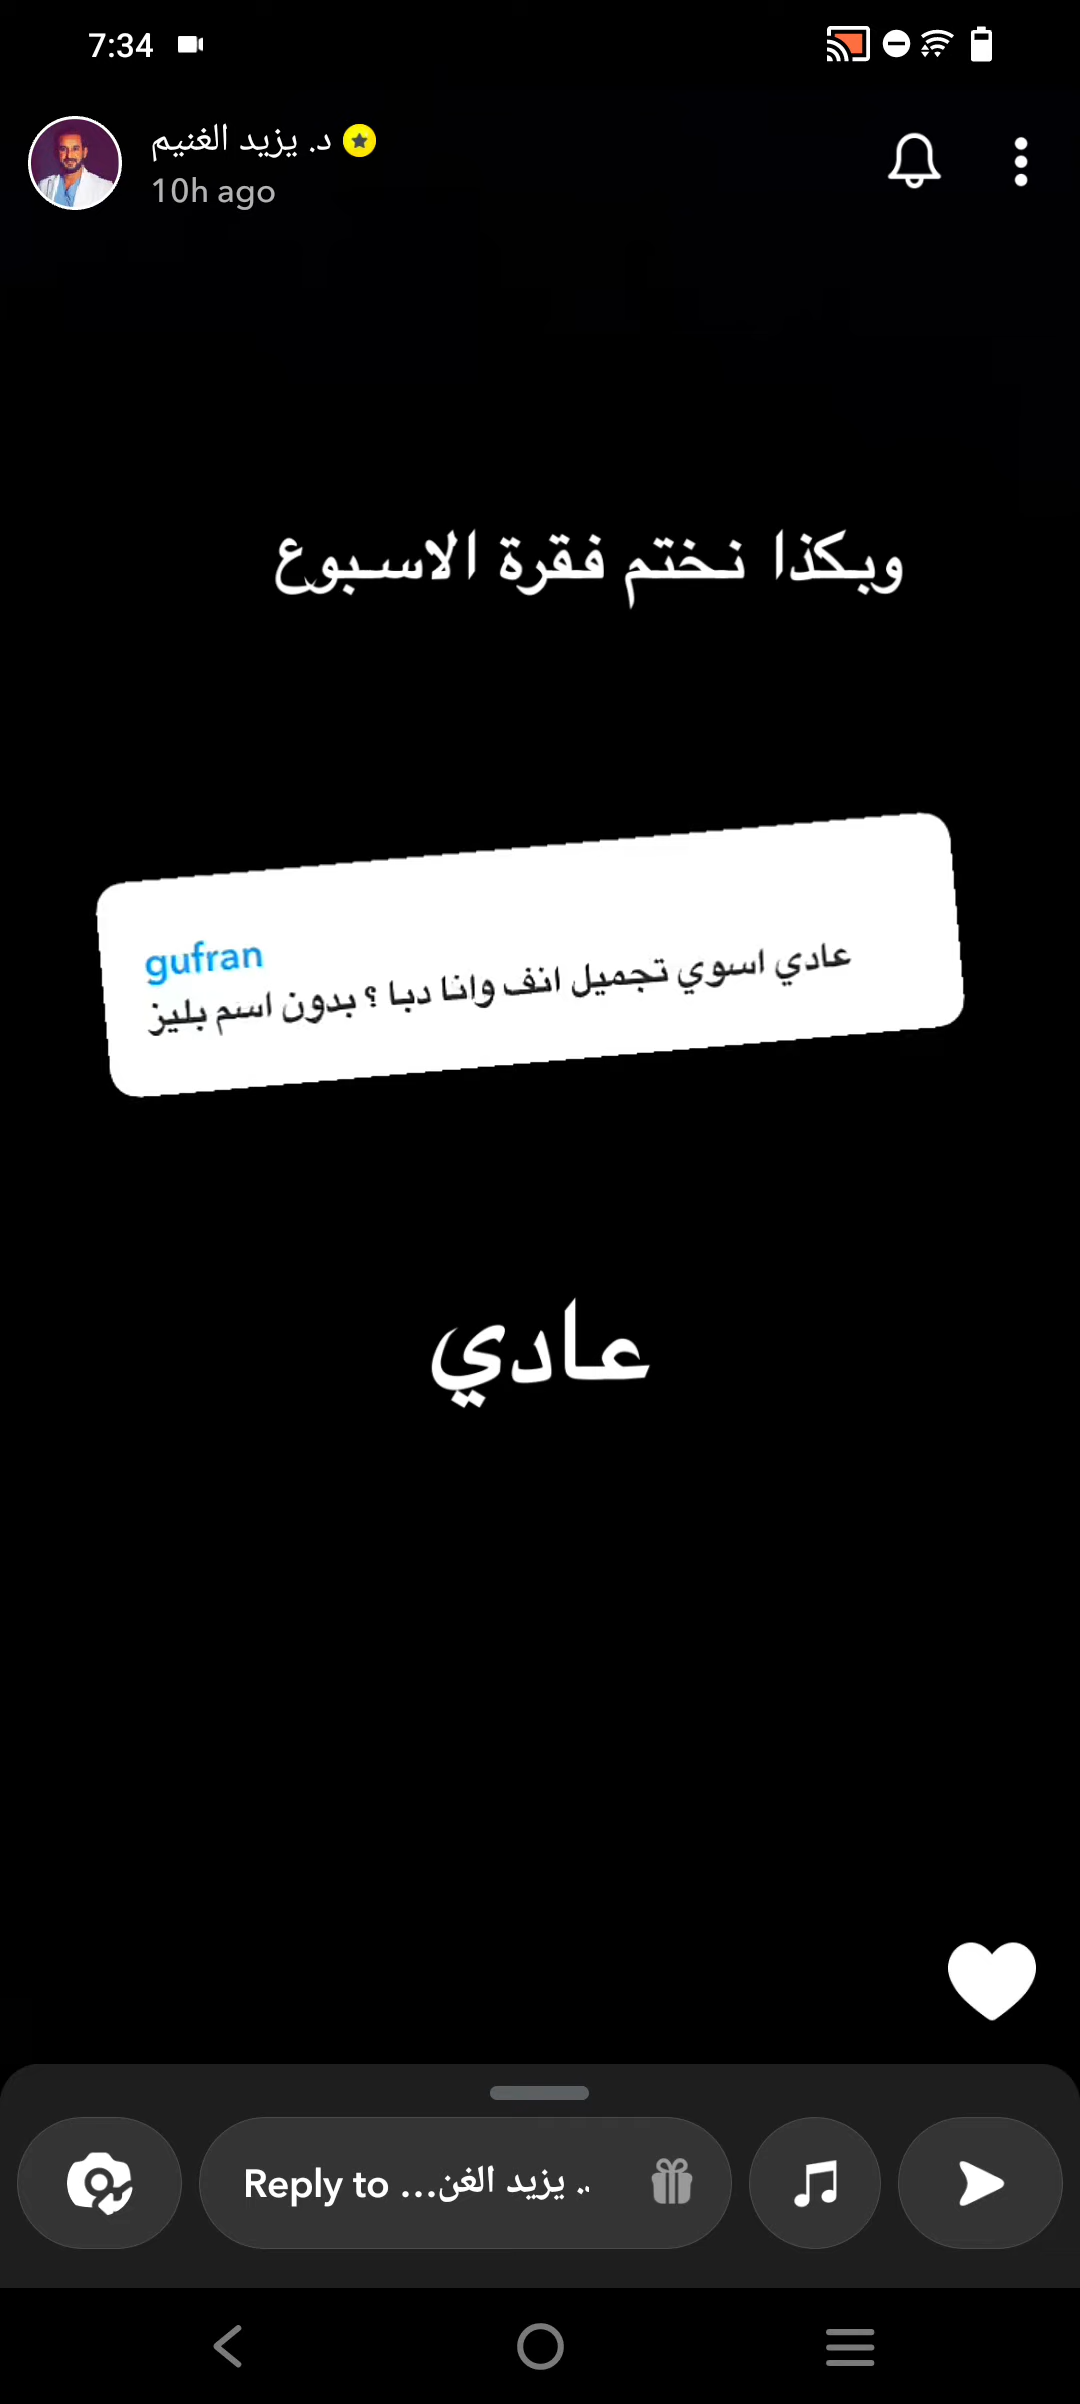 7:34
د. يزيد الغنيم
10h ago
وبكذا نختم فقرة الاسبوع
gufran
عادي اسوي تجميل انف وانا دبا ؟ بدون اسم بليز
عادي
Reply to ...د. يزيد الغن